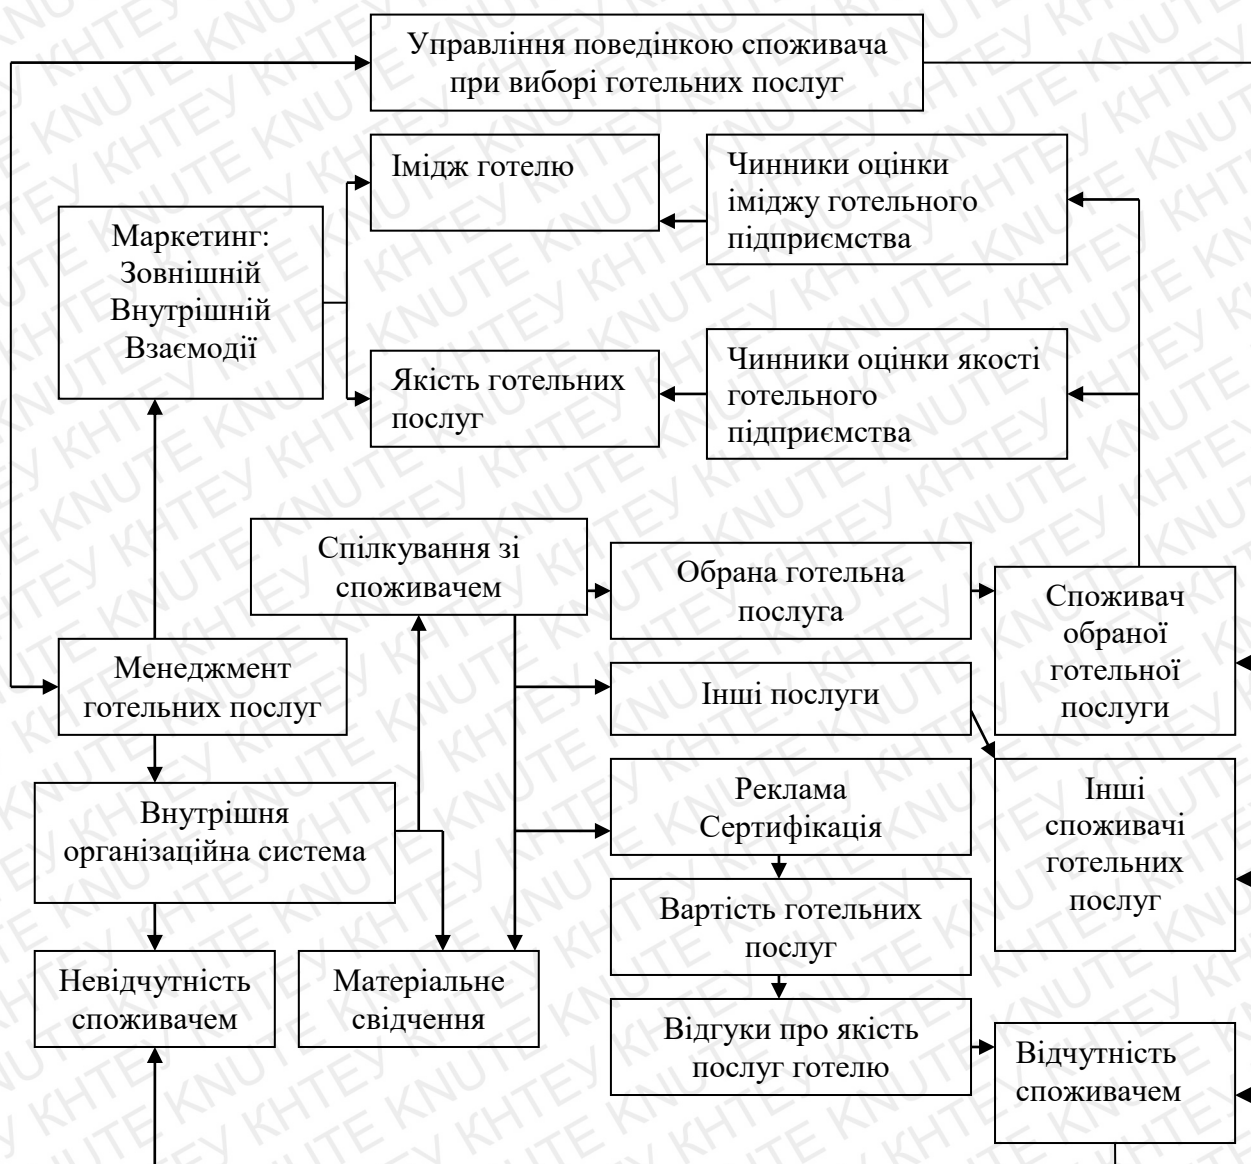 Управління поведінкою споживача
при виборі готельних послуг
Імідж готелю
Чинники оцінки
іміджу готельного
підприємства
Маркетинг:
Зовнішній
Внутрішній
Взаємодії
Якість готельних
послуг
Чинники оцінки якості
готельного
підприємства
Спілкування зі
споживачем
Обрана готельна
послуга
Споживач
обраної
готельної
послуги
Менеджмент
готельних послуг
Інші послуги
Внутрішня
організаційна система
Реклама
Сертифікація
Інші
споживачі
готельних
послуг
Вартість готельних
послуг
Невідчутність
споживачем
Матеріальне
свідчення
Відгуки про якість
послуг готелю
Відчутність
споживачем